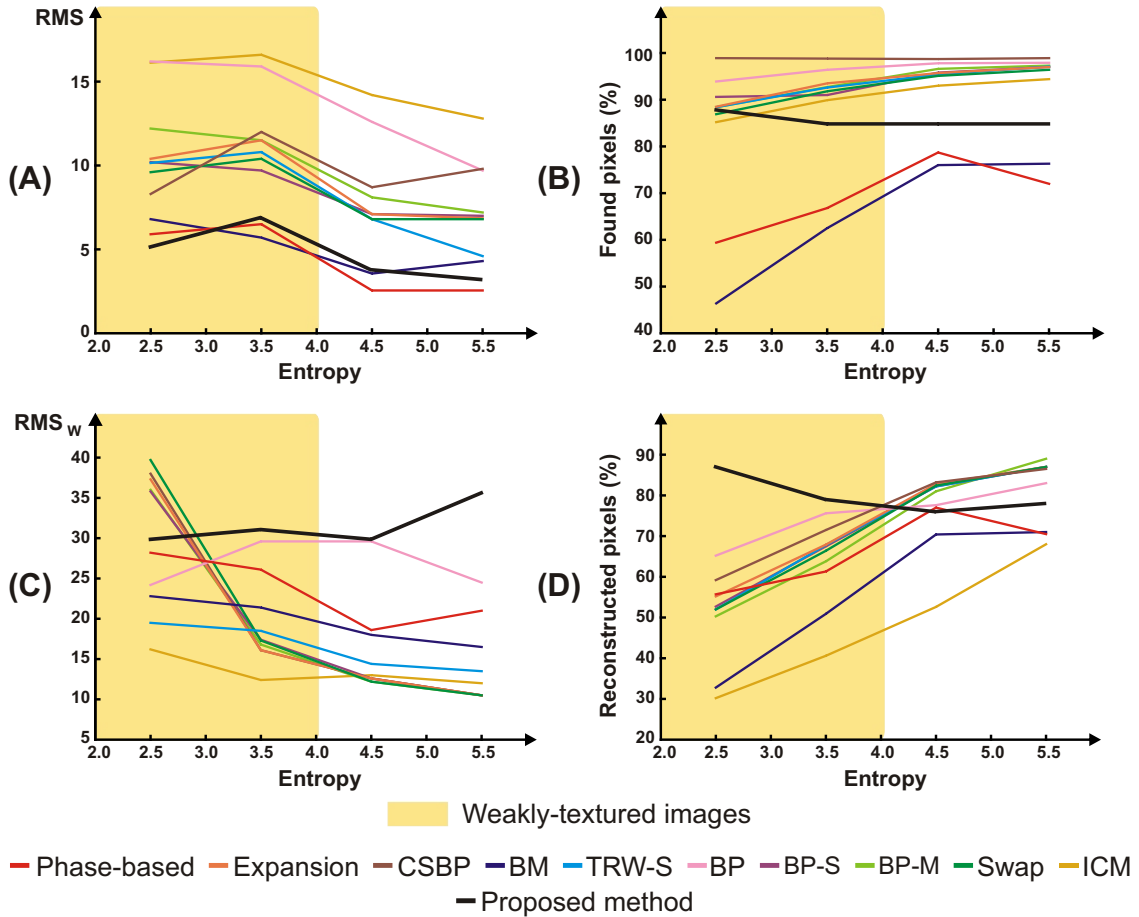 RMS
15
10
5
0
2.0 2.5 3.0 3.5 4.0 4.5 5.0 5.5
Entropy
(A)
Found pixels (%)
100
90
80
70
60
50
40
2.0 2.5 3.0 3.5 4.0 4.5 5.0 5.5
Entropy
(B)
RMS W
40
35
30
25
20
15
10
5
2.0 2.5 3.0 3.5 4.0 4.5 5.0 5.5
Entropy
(C)
Reconstructed pixels (%)
90
80
70
60
50
40
30
20
2.0 2.5 3.0 3.5 4.0 4.5 5.0 5.5
Entropy
(D)
Weakly-textured images
Phase-based Expansion CSBP BM TRW-S BP BP-S BP-M Swap ICM
Proposed method